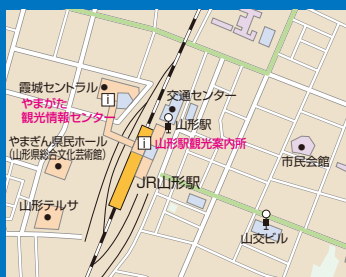 霞城セントラル
やまがた
観光情報センター
交通センター
山形駅
やまぎん県民ホール
(山形県総合文化芸術館)
i
i
山形駅観光案内所
市民会館
JR山形駅
山形テルサ
山交ビル